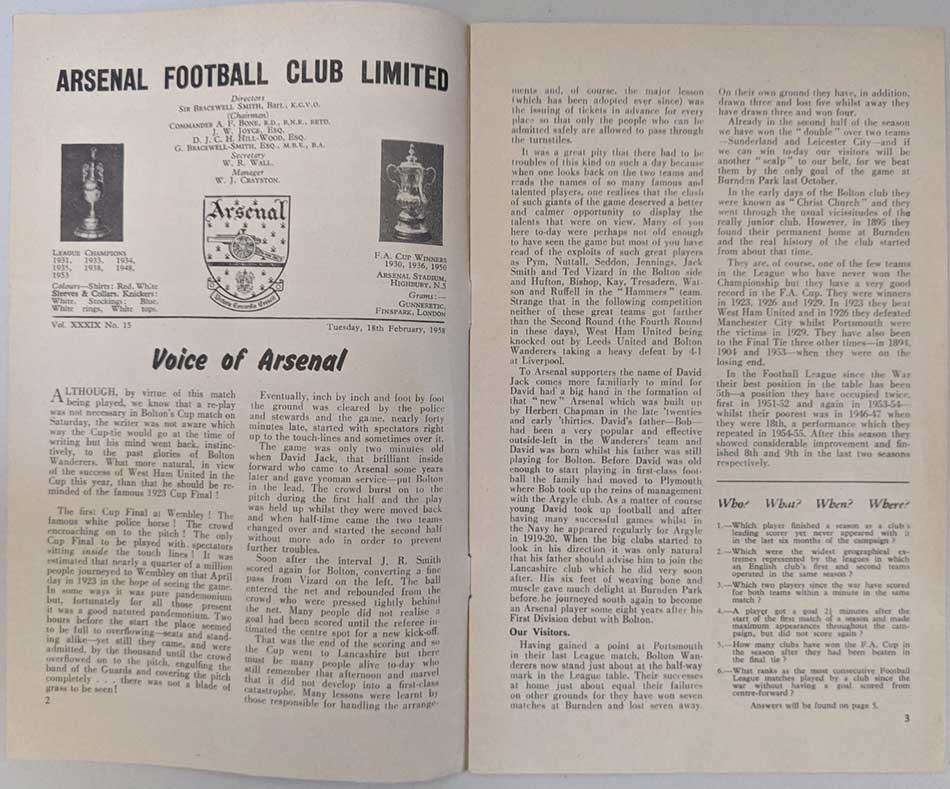 ARSENAL FOOTBALL CLUB LIMITED
Directors
SIR BRACEWELL SMITH, BART., K.C.V.O.
(Chairman)
COMMANDER A. F. BONE, R.D., R.N.R., RETD.
J. W. JOYCE, ESQ.
D. J. C. H. HILL-WOOD, ESQ.
G. BRACEWELL-SMITH, ESQ., M.B.E., B.A.
Secretary
W. R. WALL.
Manager
W. J. CRAYSTON.
LEAGUE CHAMPIONS
1931, 1933, 1934,
1935, 1938, 1948,
1953
Colours—Shirts: Red, White
Sleeves & Collars. Knickers:
White. Stockings: Blue,
White rings, White tops.
Arsenal
Victoria Concordia Crescit
F.A. CUP WINNERS
1930, 1936, 1950
ARSENAL STADIUM,
HIGHBURY, N.5
Grams:—
GUNNERETIC,
FINSPARK, LONDON
Vol. XXXIX No. 15
Tuesday, 18th February, 1958
Voice of Arsenal
ALTHOUGH, by virtue of this match
being played, we know that a re-play
was not necessary in Bolton's Cup match on
Saturday, the writer was not aware which
way the Cup-tie would go at the time of
writing but his mind went back, instinc-
tively, to the past glories of Bolton
Wanderers. What more natural, in view
of the success of West Ham United in the
Cup this year, than that he should be re-
minded of the famous 1923 Cup Final!
The first Cup Final at Wembley! The
famous white police horse! The crowd
encroaching on to the pitch! The only
Cup Final to be played with spectators
sitting inside the touch lines! It was
estimated that nearly a quarter of a million
people journeyed to Wembley on that April
day in 1923 in the hope of seeing the game.
In some ways it was pure pandemonium
but, fortunately for all those present
it was a good natured pandemonium. Two
hours before the start the place seemed
to be full to overflowing—seats and stand-
ing alike—yet still they came, and were
admitted, by the thousand until the crowd
overflowed on to the pitch, engulfing the
band of the Guards and covering the pitch
completely . . . there was not a blade of
grass to be seen!
2
Eventually, inch by inch and foot by foot
the ground was cleared by the police
and stewards and the game, nearly forty
minutes late, started with spectators right
up to the touch-lines and sometimes over it.
The game was only two minutes old
when David Jack, that brilliant inside
forward who came to Arsenal some years
later and gave yeoman service—put Bolton
in the lead. The crowd burst on to the
pitch during the first half and the play
was held up whilst they were moved back
and when half-time came the two teams
changed over and started the second half
without more ado in order to prevent
further troubles.
Soon after the interval J. R. Smith
scored again for Bolton, converting a fine
pass from Vizard on the left. The ball
entered the net and rebounded from the
crowd who were pressed tightly behind
the net. Many people did not realise a
goal had been scored until the referee in-
timated the centre spot for a new kick-off.
That was the end of the scoring and so
the Cup went to Lancashire but there
must be many people alive to-day who
still remember that afternoon and marvel
that it did not develop into a first-class
catastrophe. Many lessons were learnt by
those responsible for handling the arrange-
ments and, of course, the major lesson
(which has been adopted ever since) was
the issuing of tickets in advance for every
place so that only the people who can be
admitted safely are allowed to pass through
the turnstiles.
It was a great pity that there had to be
troubles of this kind on such a day because
when one looks back on the two teams and
reads the names of so many famous and
talented players, one realises that the clash
of such giants of the game deserved a better
and calmer opportunity to display the
talents that were on view. Many of you
here to-day were perhaps not old enough
to have seen the game but most of you have
read of the exploits of such great players
as Pym, Nuttall, Seddon, Jennings, Jack
Smith and Ted Vizard in the Bolton side
and Hufton, Bishop, Kay, Tresadern, Wat-
son and Ruffell in the "Hammers" team.
Strange that in the following competition
neither of these great teams got farther
than the Second Round (the Fourth Round
in these days), West Ham United being
knocked out by Leeds United and Bolton
Wanderers taking a heavy defeat by 4-1
at Liverpool.
To Arsenal supporters the name of David
Jack comes more familiarly to mind for
David had a big hand in the formation of
that "new" Arsenal which was built up
by Herbert Chapman in the late 'twenties
and early 'thirties. David's father—Bob—
had been a very popular and effective
outside-left in the Wanderers' team and
David was born whilst his father was still
playing for Bolton. Before David was old
enough to start playing in first-class foot-
ball the family had moved to Plymouth
where Bob took up the reins of management
with the Argyle club. As a matter of course
young David took up football and after
having many successful games whilst in
the Navy he appeared regularly for Argyle
in 1919-20. When the big clubs started to
look in his direction it was only natural
that his father should advise him to join the
Lancashire club which he did very soon
after. His six feet of weaving bone and
muscle gave much delight at Burnden Park
before he journeyed south again to become
an Arsenal player some eight years after his
First Division debut with Bolton.
Our Visitors.
Having gained a point at Portsmouth
in their last League match, Bolton Wan-
derers now stand just about at the half-way
mark in the League table. Their successes
at home just about equal their failures
on other grounds for they have won seven
matches at Burnden and lost seven away.
On their own ground they have, in addition,
drawn three and lost five whilst away they
have drawn three and won four.
Already in the second half of the season
we have won the "double" over two teams
—Sunderland and Leicester City—and if
we can win to-day our visitors will be
another "scalp" to our belt, for we beat
them by the only goal of the game at
Burnden Park last October.
In the early days of the Bolton club they
were known as "Christ Church" and they
went through the usual vicissitudes of the
really junior club. However, in 1895 they
found their permanent home at Burnden
and the real history of the club started
from about that time.
They are, of course, one of the few teams
in the League who have never won the
Championship but they have a very good
record in the F.A. Cup. They were winners
in 1923, 1926 and 1929. In 1923 they beat
West Ham United and in 1926 they defeated
Manchester City whilst Portsmouth were
the victims in 1929. They have also been
to the Final Tie three other times—in 1894,
1904 and 1953—when they were on the
losing end.
In the Football League since the War
their best position in the table has been
5th—a position they have occupied twice,
first in 1951-52 and again in 1953-54—
whilst their poorest was in 1946-47 when
they were 18th, a performance which they
repeated in 1954-55. After this season they
showed considerable improvement and fin-
ished 8th and 9th in the last two seasons
respectively.
Who? What? When? Where?
1.—Which player finished a season as a club's
leading scorer yet never appeared with it
in the last six months of the campaign?
2.—Which were the widest geographical ex-
tremes represented by the leagues in which
an English club's first and second teams
operated in the same season?
3.—Which two players since the war have scored
for both teams within a minute in the same
match?
4.—A player got a goal 2½ minutes after the
start of the first match of a season and made
maximum appearances throughout the cam-
paign, but did not score again?
5.—How many clubs have won the F.A. Cup in
the season after they had been beaten in
the final tie?
6.—What ranks as the most consecutive Football
League matches played by a club since the
war without having a goal scored from
centre-forward?
Answers will be found on page 5.
3